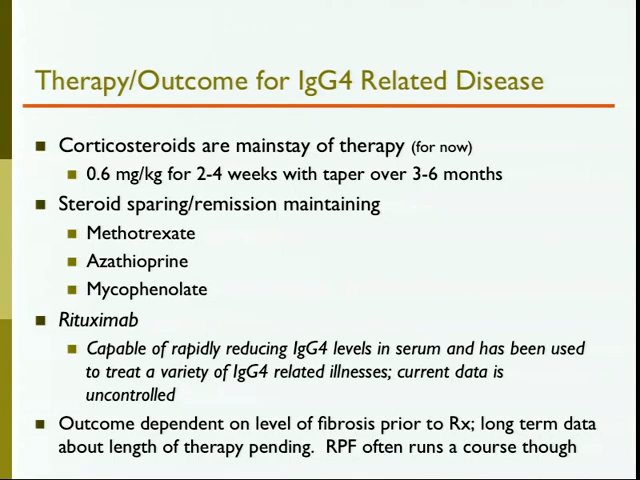 Therapy/Outcome for IgG4 Related Disease
Corticosteroids are mainstay of therapy (for now)
0.6 mg/kg for 2-4 weeks with taper over 3-6 months
Steroid sparing/remission maintaining
Methotrexate
Azathioprine
Mycophenolate
Rituximab
Capable of rapidly reducing IgG4 levels in serum and has been used
to treat a variety of IgG4 related illnesses; current data is
uncontrolled
Outcome dependent on level of fibrosis prior to Rx; long term data
about length of therapy pending.  RPF often runs a course though